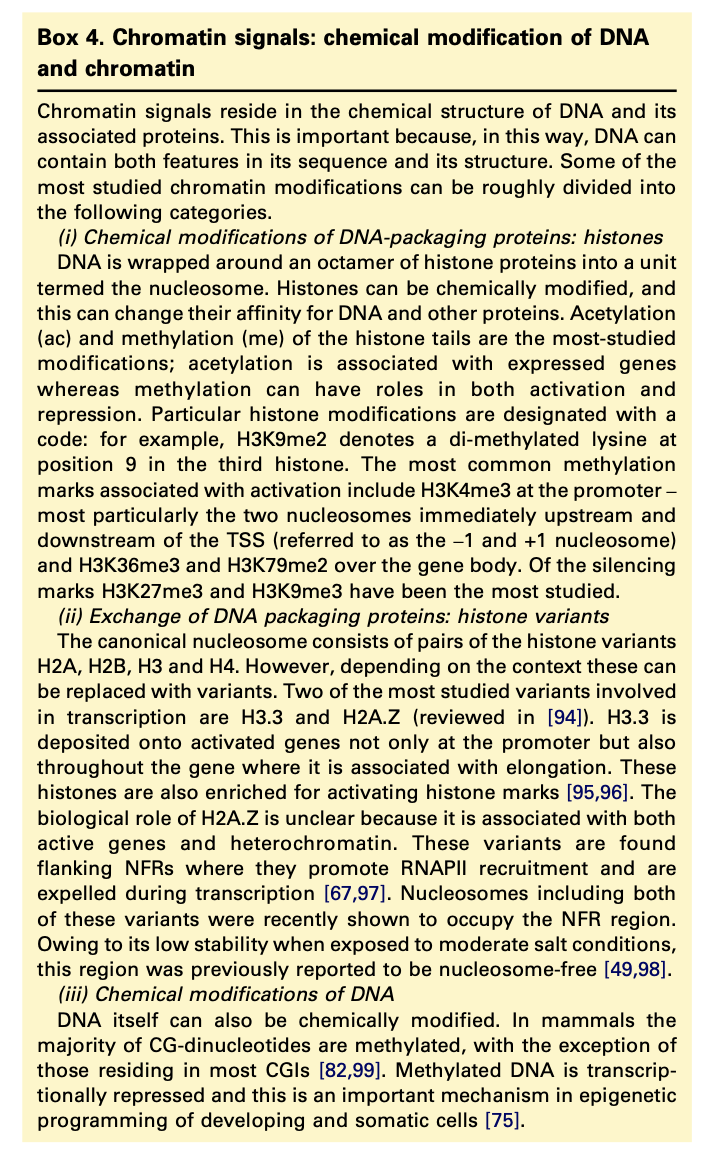 Box 4. Chromatin signals: chemical modification of DNA
and chromatin
Chromatin signals reside in the chemical structure of DNA and its
associated proteins. This is important because, in this way, DNA can
contain both features in its sequence and its structure. Some of the
most studied chromatin modifications can be roughly divided into
the following categories.
(i) Chemical modifications of DNA-packaging proteins: histones
DNA is wrapped around an octamer of histone proteins into a unit
termed the nucleosome. Histones can be chemically modified, and
this can change their affinity for DNA and other proteins. Acetylation
(ac) and methylation (me) of the histone tails are the most-studied
modifications; acetylation is associated with expressed genes
whereas methylation can have roles in both activation and
repression. Particular histone modifications are designated with a
code: for example, H3K9me2 denotes a di-methylated lysine at
position 9 in the third histone. The most common methylation
marks associated with activation include H3K4me3 at the promoter –
most particularly the two nucleosomes immediately upstream and
downstream of the TSS (referred to as the –1 and +1 nucleosome)
and H3K36me3 and H3K79me2 over the gene body. Of the silencing
marks H3K27me3 and H3K9me3 have been the most studied.
(ii) Exchange of DNA packaging proteins: histone variants
The canonical nucleosome consists of pairs of the histone variants
H2A, H2B, H3 and H4. However, depending on the context these can
be replaced with variants. Two of the most studied variants involved
in transcription are H3.3 and H2A.Z (reviewed in [94]). H3.3 is
deposited onto activated genes not only at the promoter but also
throughout the gene where it is associated with elongation. These
histones are also enriched for activating histone marks [95,96]. The
biological role of H2A.Z is unclear because it is associated with both
active genes and heterochromatin. These variants are found
flanking NFRs where they promote RNAPII recruitment and are
expelled during transcription [67,97]. Nucleosomes including both
of these variants were recently shown to occupy the NFR region.
Owing to its low stability when exposed to moderate salt conditions,
this region was previously reported to be nucleosome-free [49,98].
(iii) Chemical modifications of DNA
DNA itself can also be chemically modified. In mammals the
majority of CG-dinucleotides are methylated, with the exception of
those residing in most CGIs [82,99]. Methylated DNA is transcrip-
tionally repressed and this is an important mechanism in epigenetic
programming of developing and somatic cells [75].